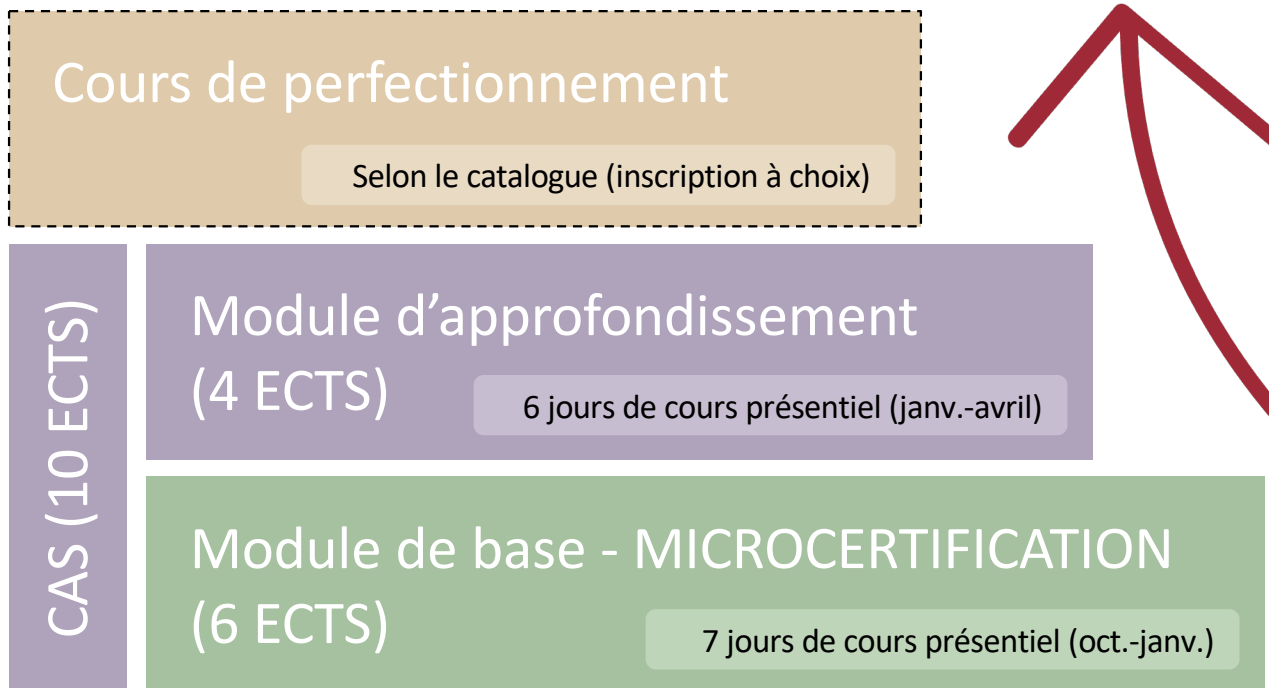 Cours de perfectionnement
Selon le catalogue (inscription à choix)
CAS (10 ECTS)
Module d’approfondissement
(4 ECTS)
6 jours de cours présentiel (janv.-avril)
Module de base - MICROCERTIFICATION
(6 ECTS)
7 jours de cours présentiel (oct.-janv.)